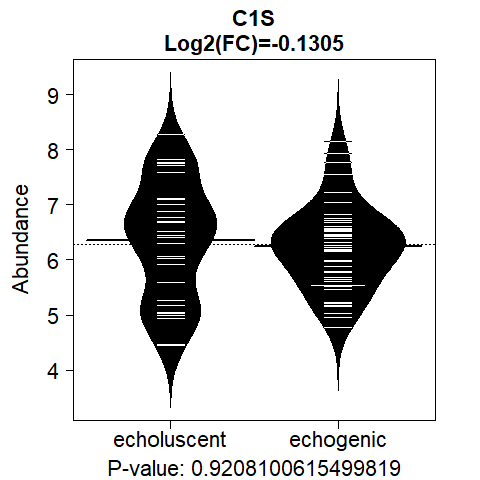 C1S
Log2(FC)=-0.1305
Abundance
9
8
7
6
5
4
echoluscent echogenic
P-value: 0.9208100615499819